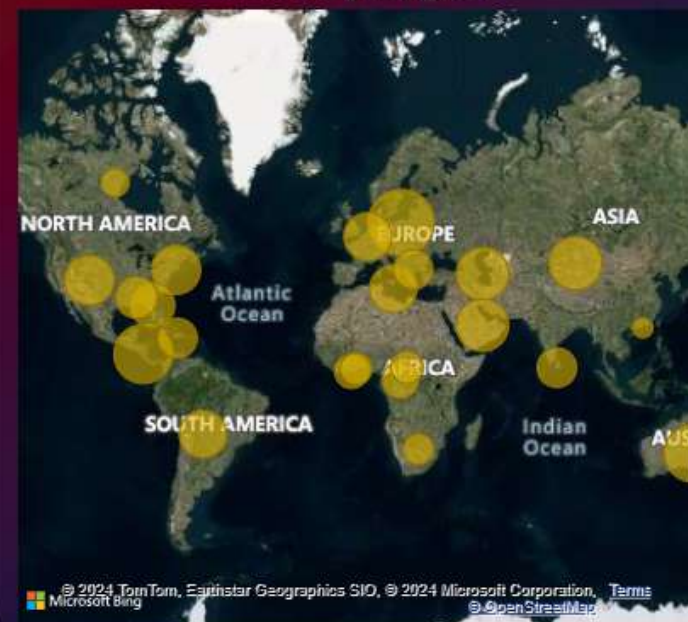 NORTH AMERICA
EUROPE
ASIA
Atlantic
Ocean
AFRICA
SOUTH AMERICA
Indian
Ocean
AUS
© 2024 TomTom, Earthstar Geographics SIO, © 2024 Microsoft Corporation, Terms
Microsoft Bing
© OpenStreetMap